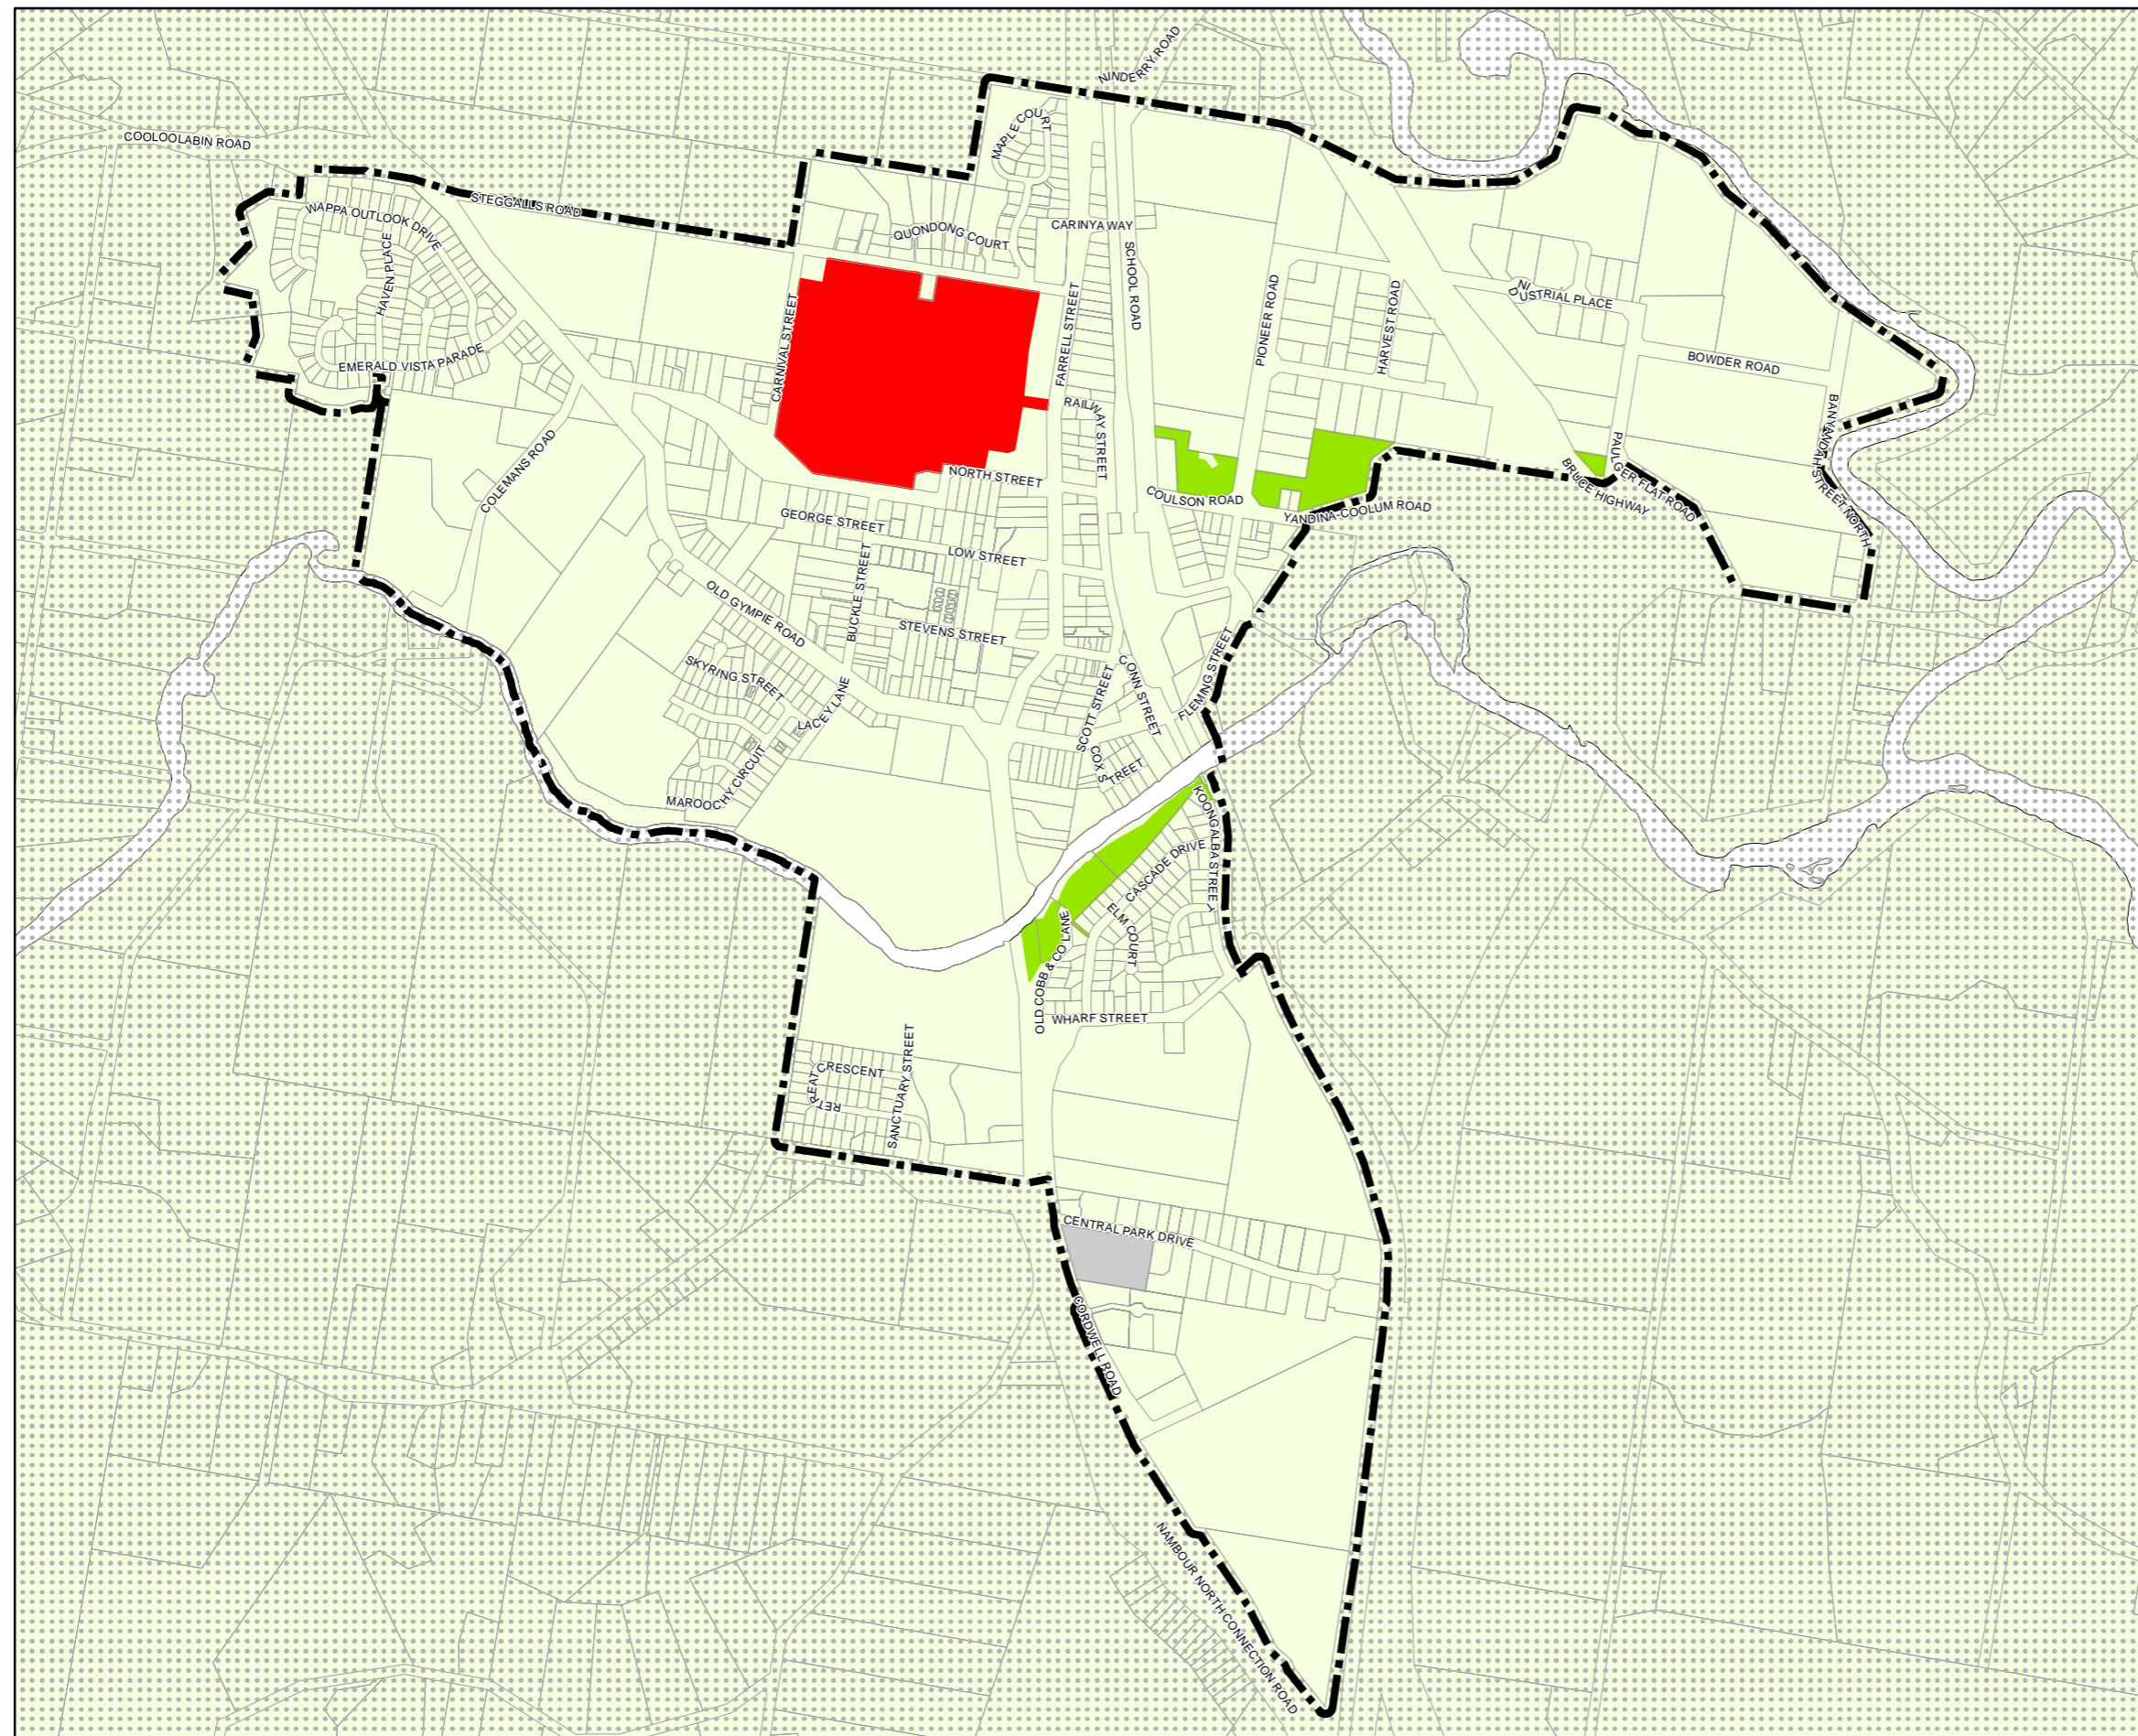 NINDERRY ROAD
COOLOOLABIN ROAD
MAPLE COURT
STEGGALLS ROAD
WAPPA OUTLOOK DRIVE
QUONDONG COURT
CARINYA WAY
HAVEN PLACE
SCHOOL ROAD
PIONEER ROAD
INDUSTRIAL PLACE
CARNIVAL STREET
FARRELL STREET
HARVEST ROAD
EMERALD VISTA PARADE
BOWDER ROAD
RAILWAY STREET
BANYANDAH STREET NORTH
COLEMANS ROAD
NORTH STREET
PAULGER FLAT ROAD
BRUCE HIGHWAY
COULSON ROAD
YANDINA-COOLUM ROAD
GEORGE STREET
LOW STREET
BUCKLE STREET
OLD GYMPIE ROAD
STEVENS STREET
SKYRING STREET
CONN STREET
FLEMING STREET
SCOTT STREET
LACEY LANE
COX STREET
MAROOCHY CIRCUIT
KOONGALBA STREET
CASCADE DRIVE
ELM COURT
OLD COBB & CO LANE
WHARF STREET
RETREAT CRESCENT
SANCTUARY STREET
CENTRAL PARK DRIVE
CORDWELL ROAD
NAMBOUR NORTH CONNECTION ROAD